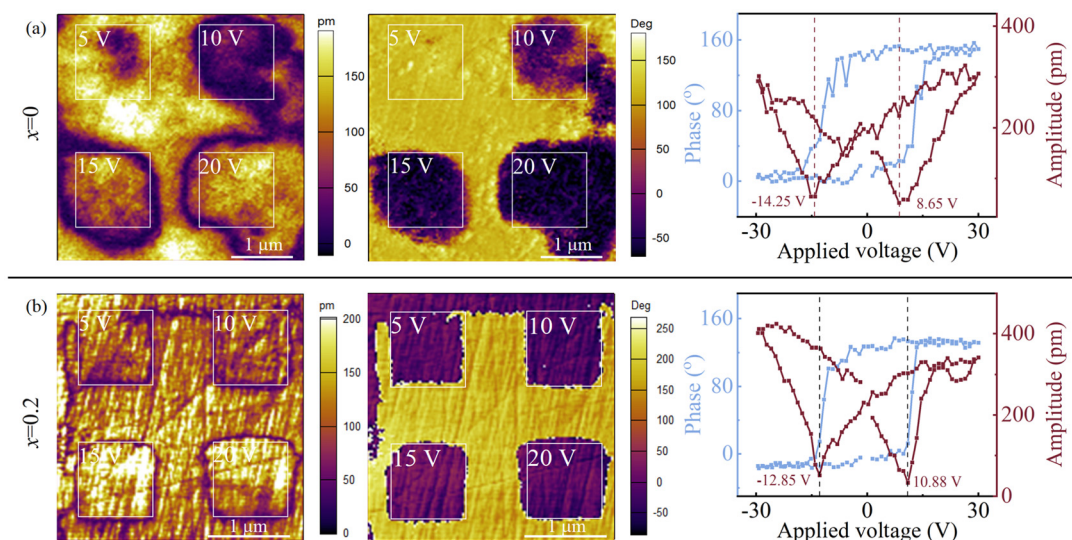 (a)
x=0
pm
150
100
50
0
5 V
10 V
15 V
20 V
1 μm
Deg
150
100
50
0
-50
5 V
10 V
15 V
20 V
1 μm
160
80
0
Phase (°)
400
200
Amplitude (pm)
-14.25 V
8.65 V
-30
0
30
Applied voltage (V)
(b)
x=0.2
pm
200
150
100
50
0
5 V
10 V
15 V
20 V
1 μm
Deg
250
200
150
100
50
0
-50
5 V
10 V
15 V
20 V
1 μm
160
80
0
Phase (°)
400
200
0
Amplitude (pm)
-12.85 V
10.88 V
-30
0
30
Applied voltage (V)